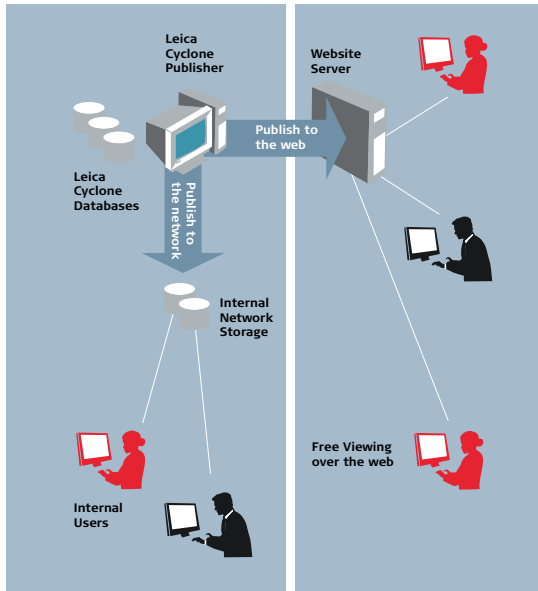 Leica
Cyclone
Publisher
Website
Server
Publish to
the web
Leica
Cyclone
Databases
Publish to
the network
Internal
Network
Storage
Free Viewing
over the web
Internal
Users